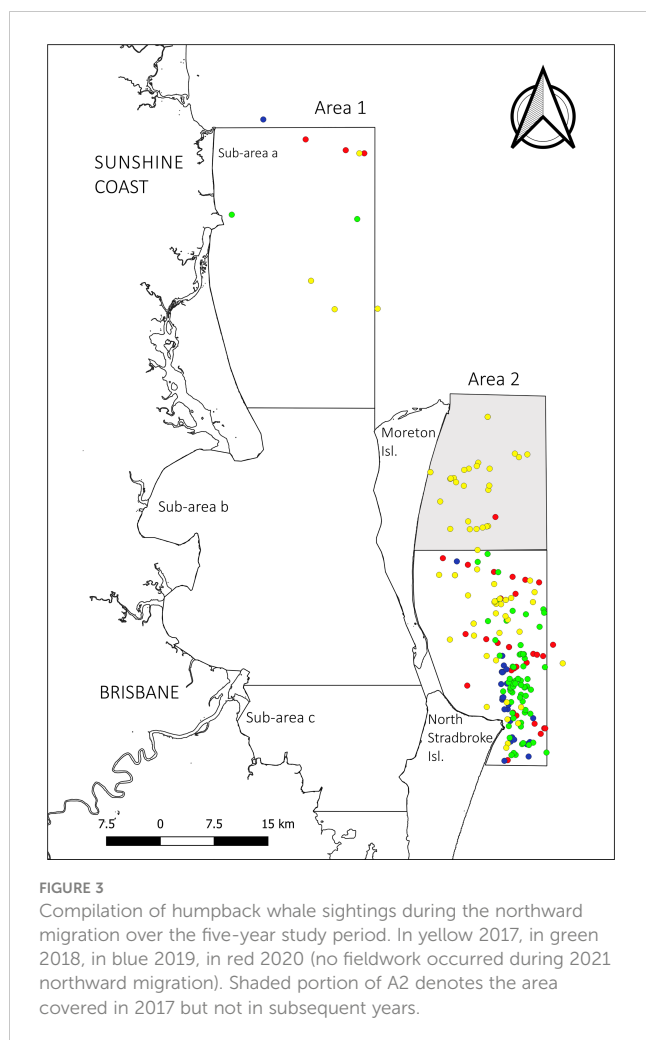 Area 1
Sub-area a
SUNSHINE
COAST
Area 2
Moreton
Isl.
Sub-area b
BRISBANE
Sub-area c
North
Stradbroke
Isl.
7.5 0 7.5 15 km
FIGURE 3
Compilation of humpback whale sightings during the northward
migration over the five-year study period. In yellow 2017, in green
2018, in blue 2019, in red 2020 (no fieldwork occurred during 2021
northward migration). Shaded portion of A2 denotes the area
covered in 2017 but not in subsequent years.